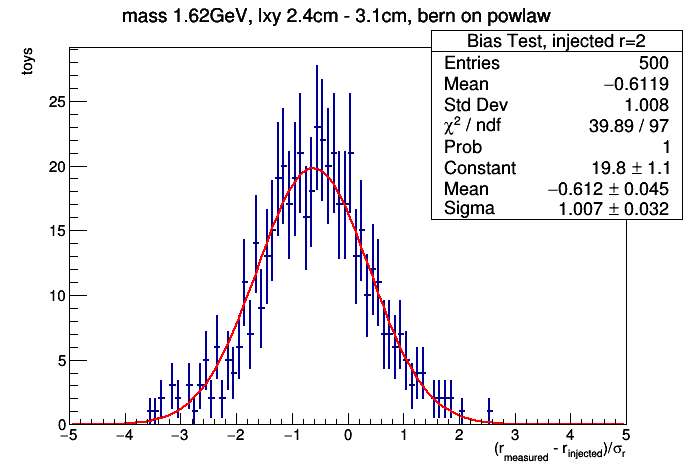 mass 1.62GeV, lxy 2.4cm - 3.1cm, bern on powlaw
Bias Test, injected r=2
Entries 500
Mean −0.6119
Std Dev 1.008
χ² / ndf 39.89 / 97
Prob 1
Constant 19.8 ± 1.1
Mean −0.612 ± 0.045
Sigma 1.007 ± 0.032
toys
25
20
15
10
5
0
−5 −4 −3 −2 −1 0 1 2 3 4 5
(r_measured - r_injected)/σ_r